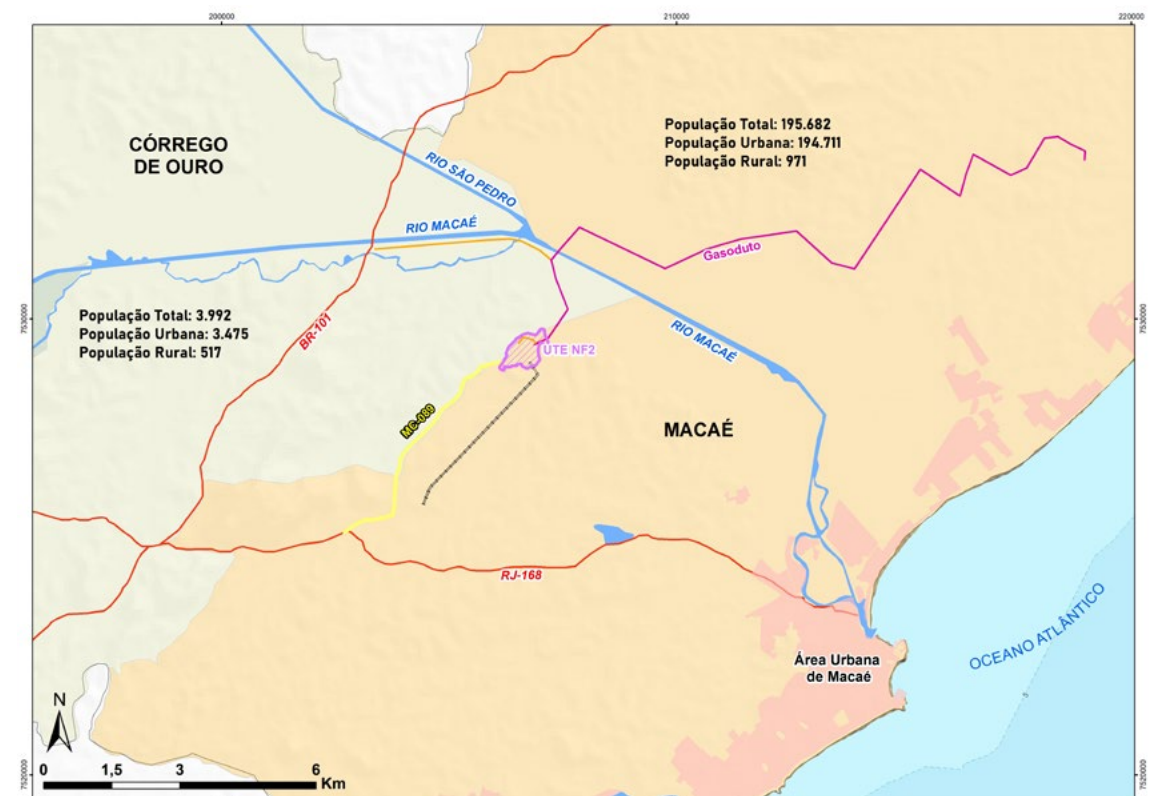 200000
210000
220000
População Total: 195.682
População Urbana: 194.711
População Rural: 971
CÓRREGO
DE OURO
RIO SÃO PEDRO
RIO MACAÉ
Gasoduto
População Total: 3.992
População Urbana: 3.475
População Rural: 517
7530000
7530000
BR-101
RIO MACAÉ
UTE NF2
MC-089
MACAÉ
RJ-168
OCEANO ATLÂNTICO
Área Urbana
de Macaé
N
0 1,5 3 6
Km
7520000
7520000